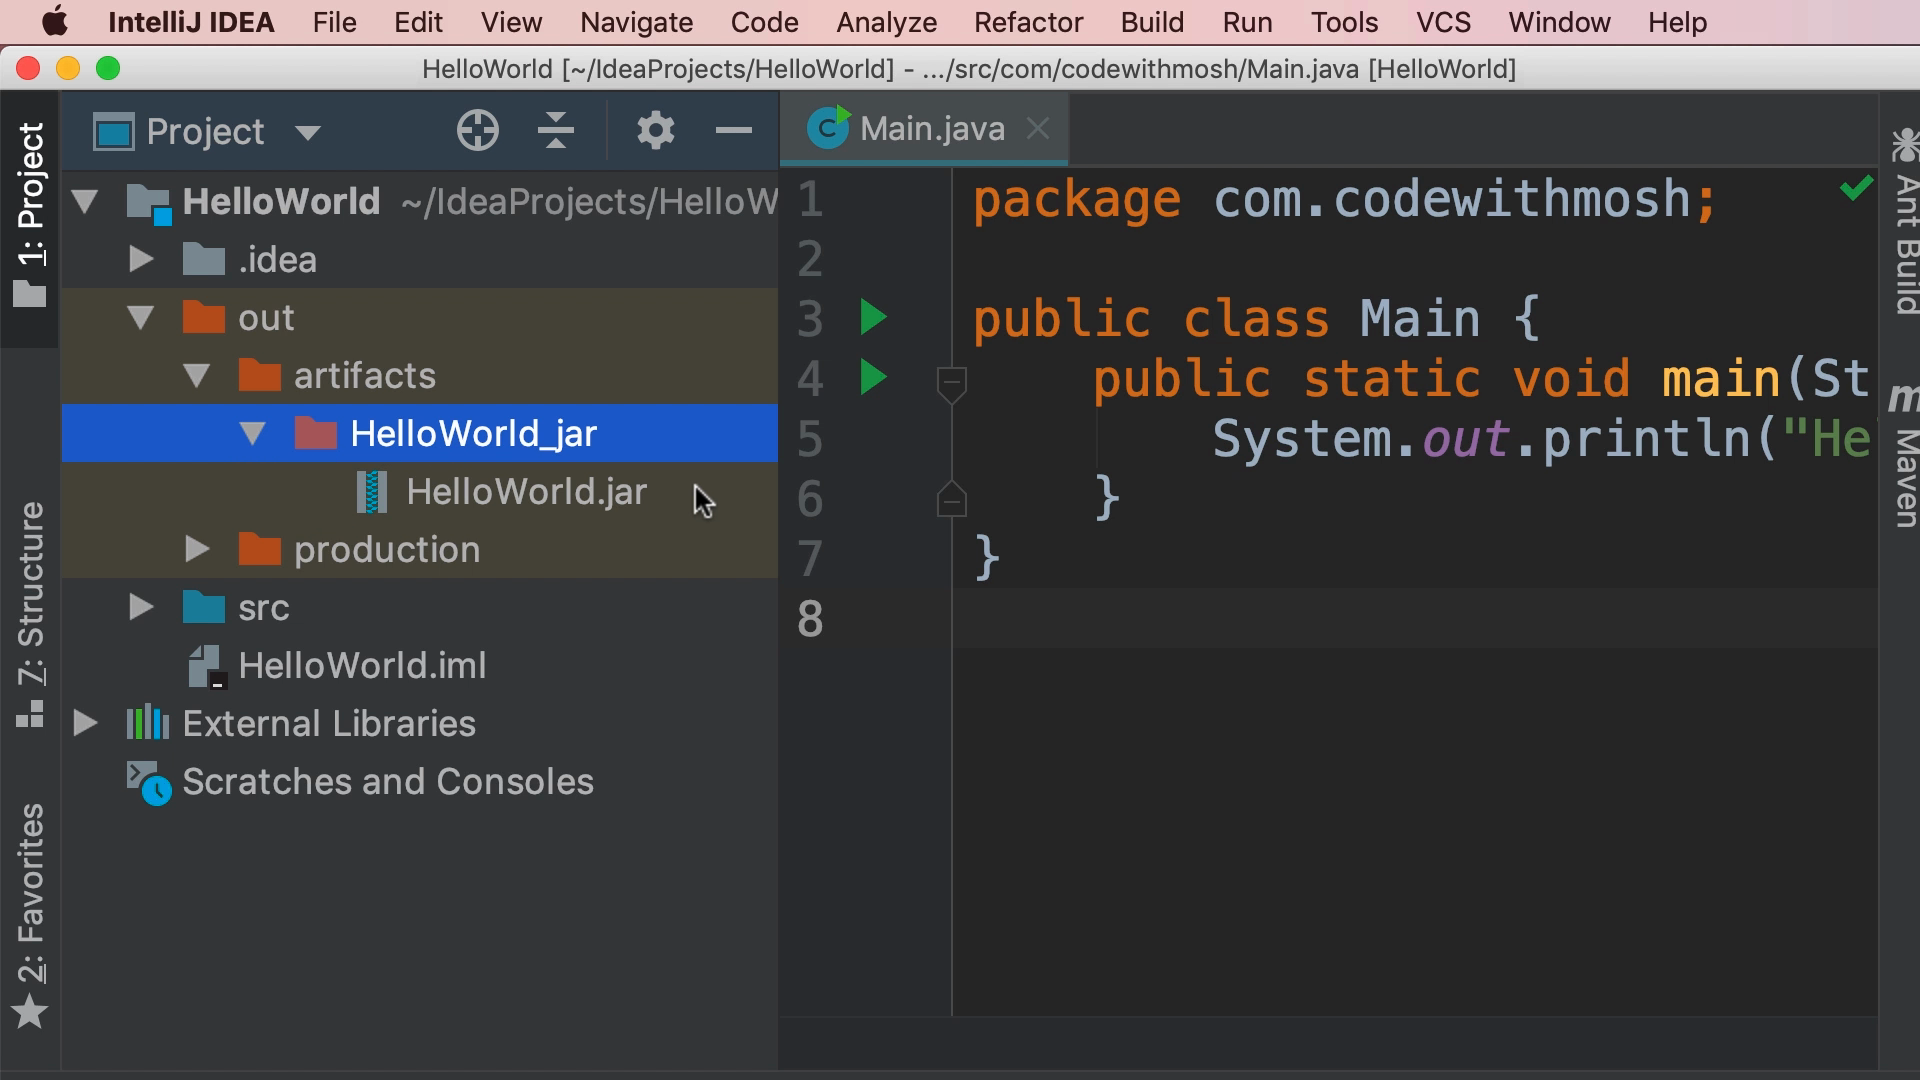 IntelliJ IDEA File Edit View Navigate Code Analyze Refactor Build Run Tools VCS Window Help
HelloWorld [~/IdeaProjects/HelloWorld] - .../src/com/codewithmosh/Main.java [HelloWorld]
1: Project
7: Structure
2: Favorites
Project
HelloWorld ~/IdeaProjects/HelloW
.idea
out
artifacts
HelloWorld_jar
HelloWorld.jar
production
src
HelloWorld.iml
External Libraries
Scratches and Consoles
Main.java
1 package com.codewithmosh;
2
3 public class Main {
4 public static void main(St
5 System.out.println("He
6 }
7 }
8
Ant Build
m Maven